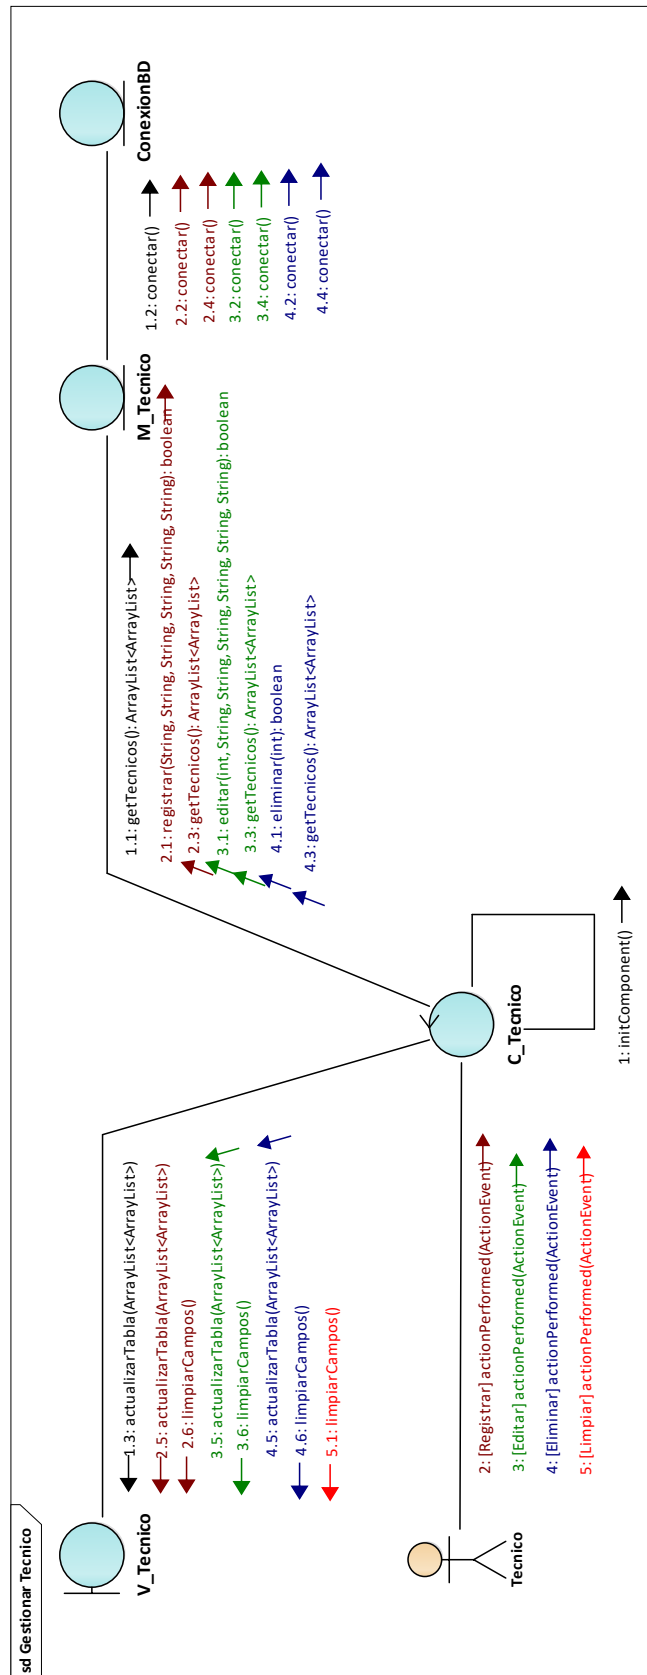 sd Gestionar Tecnico
V_Tecnico
M_Tecnico
ConexionBD
C_Tecnico
Tecnico
1.3: actualizarTabla(ArrayList<ArrayList>)
2.5: actualizarTabla(ArrayList<ArrayList>)
2.6: limpiarCampos()
3.5: actualizarTabla(ArrayList<ArrayList>)
3.6: limpiarCampos()
4.5: actualizarTabla(ArrayList<ArrayList>)
4.6: limpiarCampos()
5.1: limpiarCampos()
1.1: getTecnicos(): ArrayList<ArrayList>
2.1: registrar(String, String, String, String, String): boolean
2.3: getTecnicos(): ArrayList<ArrayList>
3.1: editar(int, String, String, String, String, String): boolean
3.3: getTecnicos(): ArrayList<ArrayList>
4.1: eliminar(int): boolean
4.3: getTecnicos(): ArrayList<ArrayList>
1.2: conectar()
2.2: conectar()
2.4: conectar()
3.2: conectar()
3.4: conectar()
4.2: conectar()
4.4: conectar()
2: [Registrar] actionPerformed(ActionEvent)
3: [Editar] actionPerformed(ActionEvent)
4: [Eliminar] actionPerformed(ActionEvent)
5: [Limpiar] actionPerformed(ActionEvent)
1: initComponent()